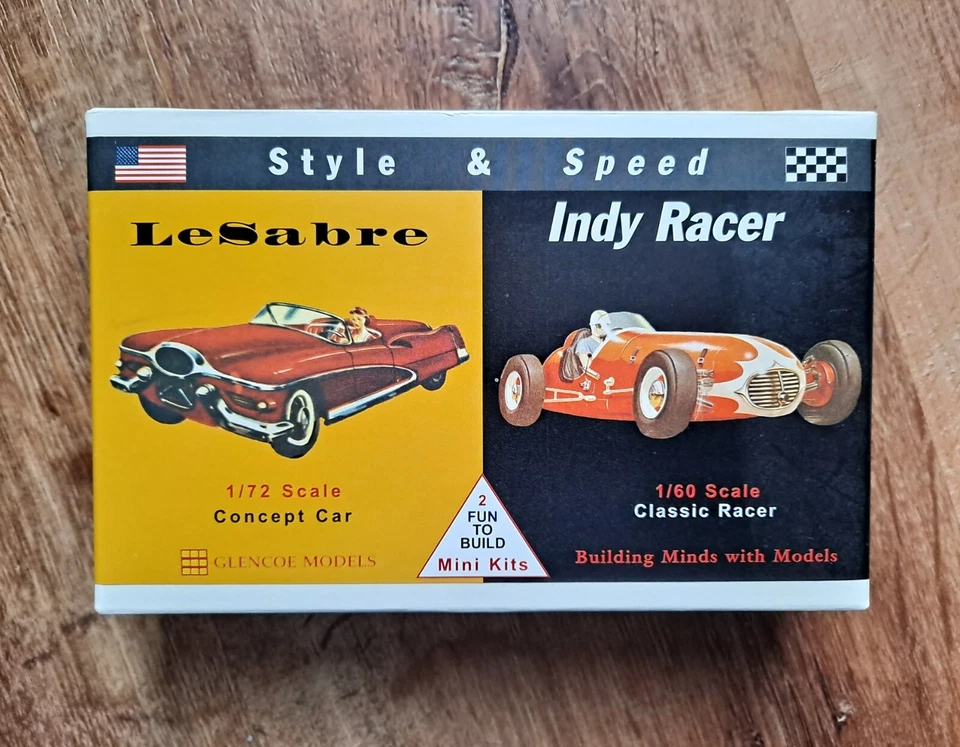 Style & Speed
LeSabre
Indy Racer
1/72 Scale
Concept Car
GLENCOE MODELS
2
FUN
TO
BUILD
Mini Kits
1/60 Scale
Classic Racer
Building Minds with Models